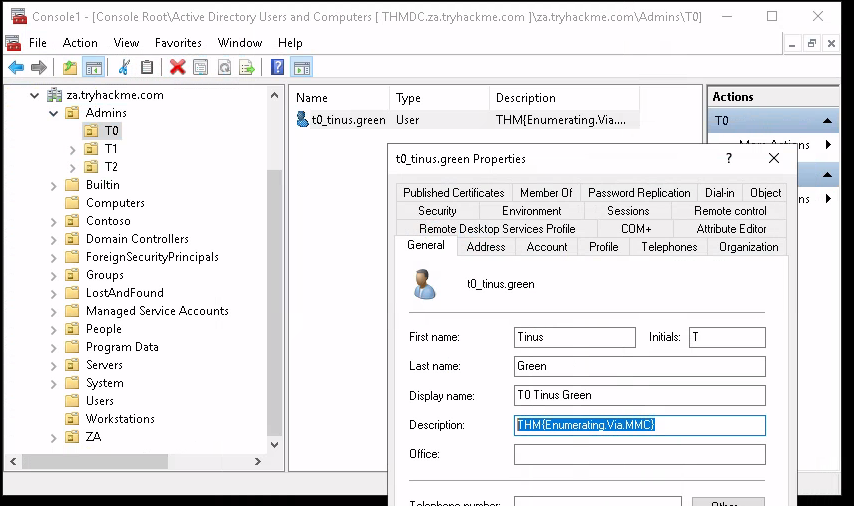 Console1 - [Console Root\Active Directory Users and Computers [ THMDC.za.tryhackme.com ]\za.tryhackme.com\Admins\T0]
File Action View Favorites Window Help
za.tryhackme.com
Admins
T0
T1
T2
Builtin
Computers
Contoso
Domain Controllers
ForeignSecurityPrincipals
Groups
LostAndFound
Managed Service Accounts
People
Program Data
Servers
System
Users
Workstations
ZA
Name Type Description
t0_tinus.green User THM{Enumerating.Via....
Actions
T0
More Actions
ns
t0_tinus.green Properties
?
Published Certificates Member Of Password Replication Dial-in Object
Security Environment Sessions Remote control
Remote Desktop Services Profile COM+ Attribute Editor
General Address Account Profile Telephones Organization
t0_tinus.green
First name: Tinus Initials: T
Last name: Green
Display name: T0 Tinus Green
Description: THM{Enumerating.Via.MMC}
Office:
Telephone number: Other